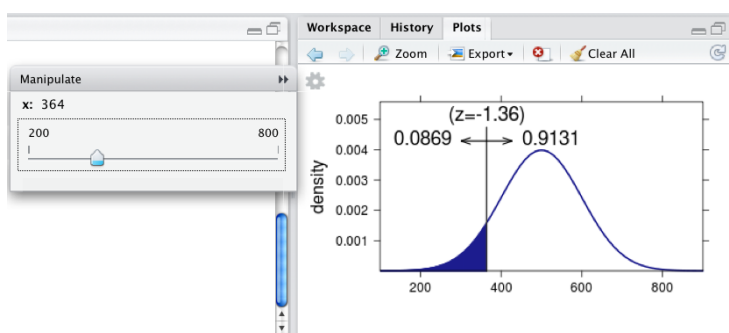 Workspace History Plots
Zoom Export Clear All
Manipulate
x: 364
200 800
(z=-1.36)
0.0869 0.9131
density
0.005
0.004
0.003
0.002
0.001
200 400 600 800